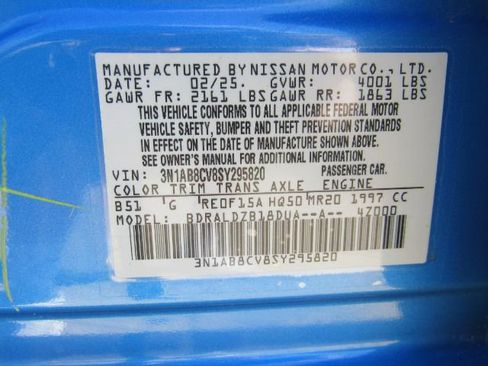 MANUFACTURED BY NISSAN MOTOR CO., LTD.
DATE: 02/25. GVWR: 4001 LBS
GAWR FR: 2161 LBS GAWR RR: 1863 LBS
THIS VEHICLE CONFORMS TO ALL APPLICABLE FEDERAL MOTOR
VEHICLE SAFETY, BUMPER AND THEFT PREVENTION STANDARDS
IN EFFECT ON THE DATE OF MANUFACTURE SHOWN ABOVE.
SEE OWNER'S MANUAL FOR ADDITIONAL INFORMATION
VIN: 3N1AB8CV8SY295820 PASSENGER CAR.
COLOR TRIM TRANS AXLE ENGINE
B51 G RE0F15A HQ50 MR20 1997 CC
MODEL: BDRALDZB18DUA--A-- 4Z000
3N1AB8CV8SY295820